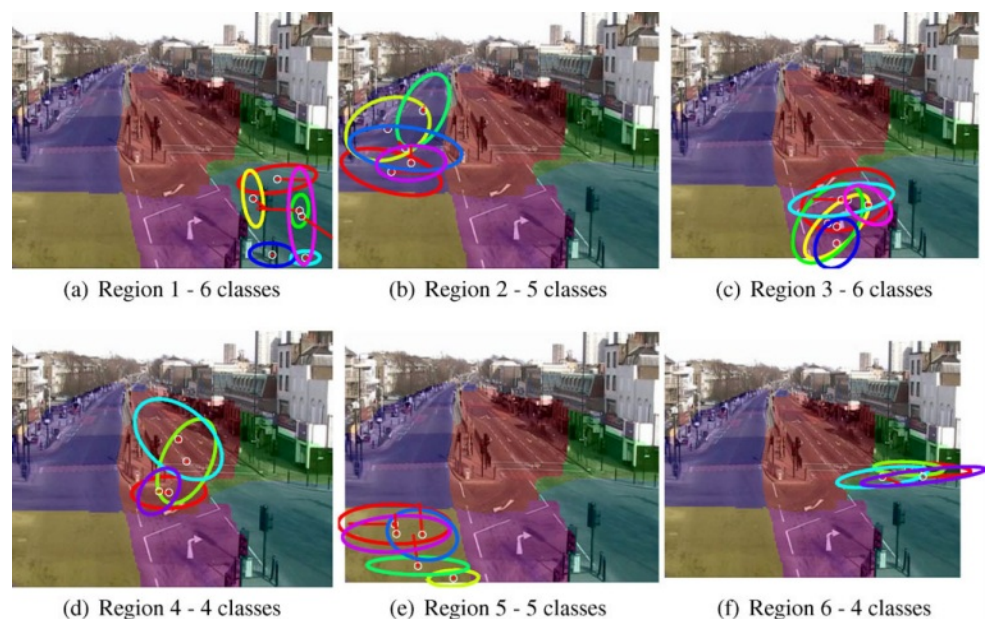 (a) Region 1 - 6 classes
(b) Region 2 - 5 classes
(c) Region 3 - 6 classes
(d) Region 4 - 4 classes
(e) Region 5 - 5 classes
(f) Region 6 - 4 classes